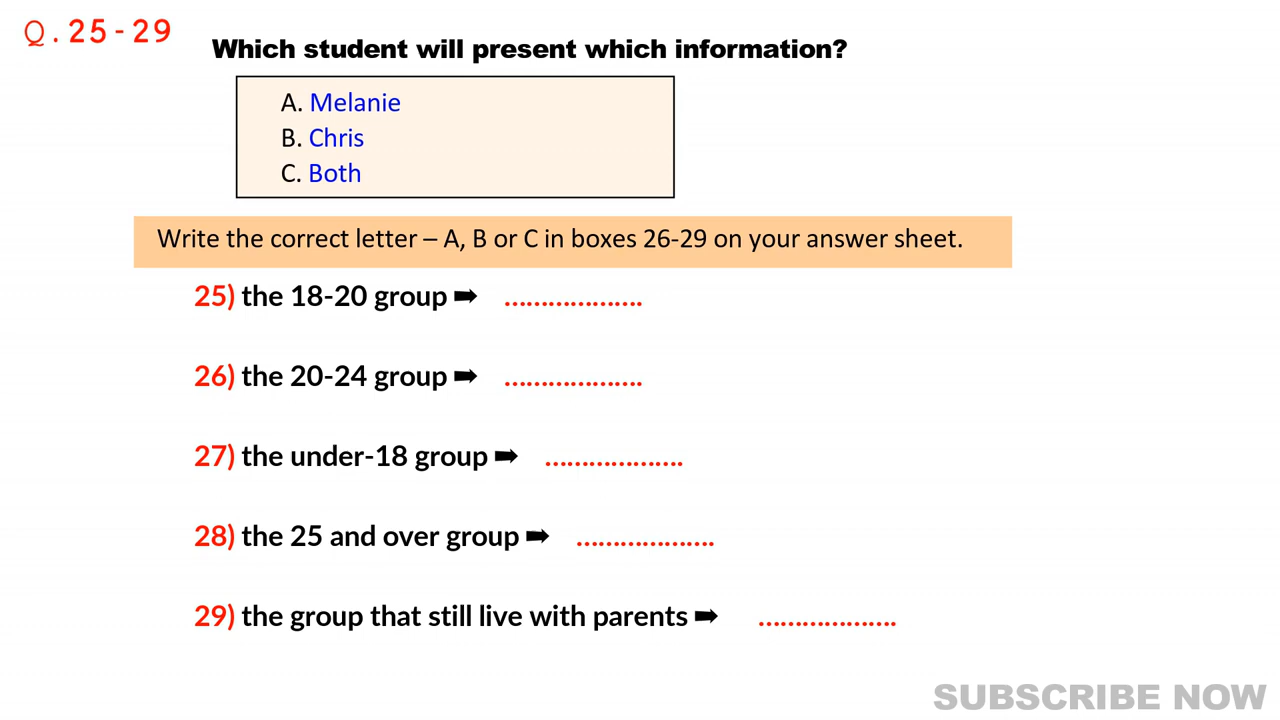 Q.25-29
Which student will present which information?
A. Melanie
B. Chris
C. Both
Write the correct letter – A, B or C in boxes 26-29 on your answer sheet.
25) the 18-20 group ➡ ...................
26) the 20-24 group ➡ ...................
27) the under-18 group ➡ ...................
28) the 25 and over group ➡ ...................
29) the group that still live with parents ➡ ...................
SUBSCRIBE NOW